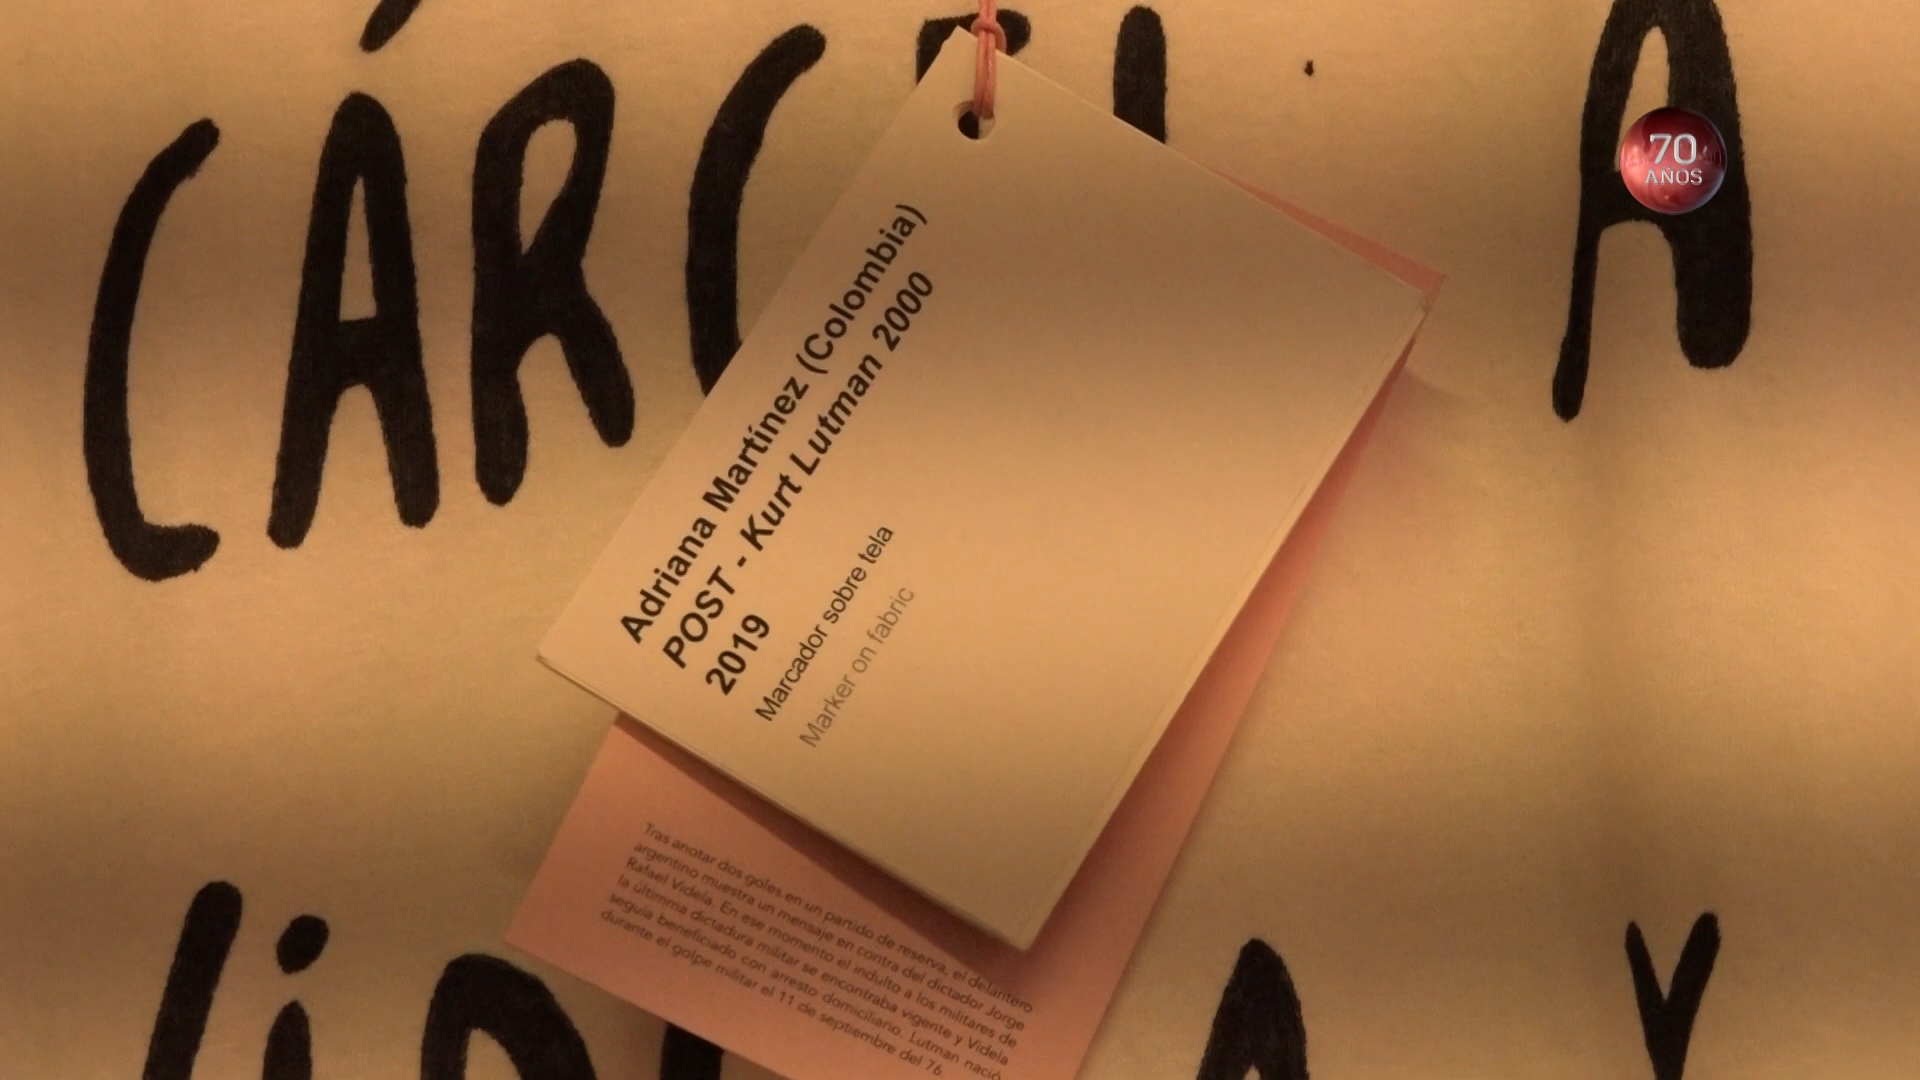 CÁRCEL A
70
AÑOS
Adriana Martínez (Colombia)
POST - Kurt Lutman 2000
2019
Marcador sobre tela
Marker on fabric
Tras anotar dos goles en un partido de reserva, el delantero
argentino muestra un mensaje en contra del dictador Jorge
Rafael Videla. En ese momento el indulto a los militares de
la últimma dictadura militar se encontraba vigente y Videla
seguía beneficiado con arresto domiciliario. Lutman nació
durante el golpe militar el 11 de septiembre del 76.
Y